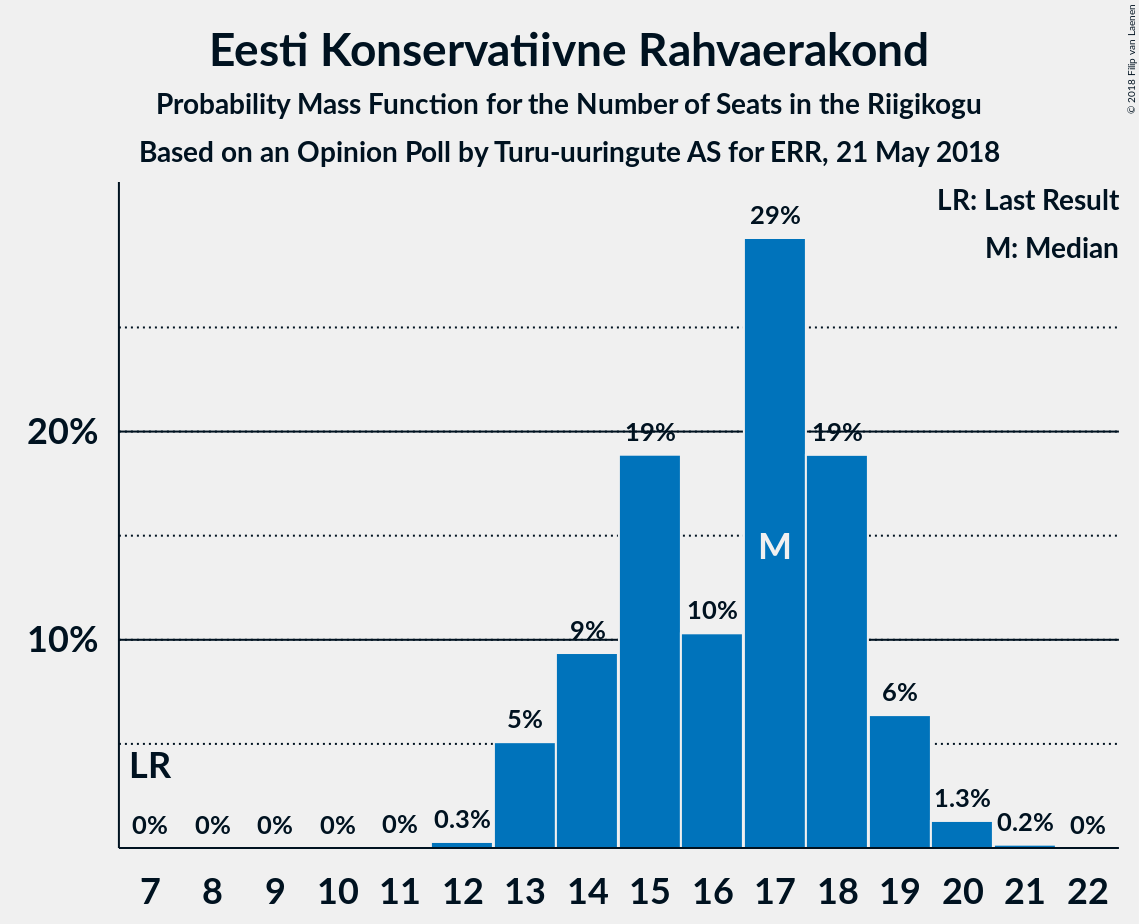 Eesti Konservatiivne Rahvaerakond
Probability Mass Function for the Number of Seats in the Riigikogu
Based on an Opinion Poll by Turu-uuringute AS for ERR, 21 May 2018
© 2018 Filip van Laenen
LR: Last Result
M: Median
29%
20%
19%
19%
M
10%
10%
9%
6%
5%
LR
0%
0%
0%
0%
0%
0.3%
1.3%
0.2%
0%
7 8 9 10 11 12 13 14 15 16 17 18 19 20 21 22